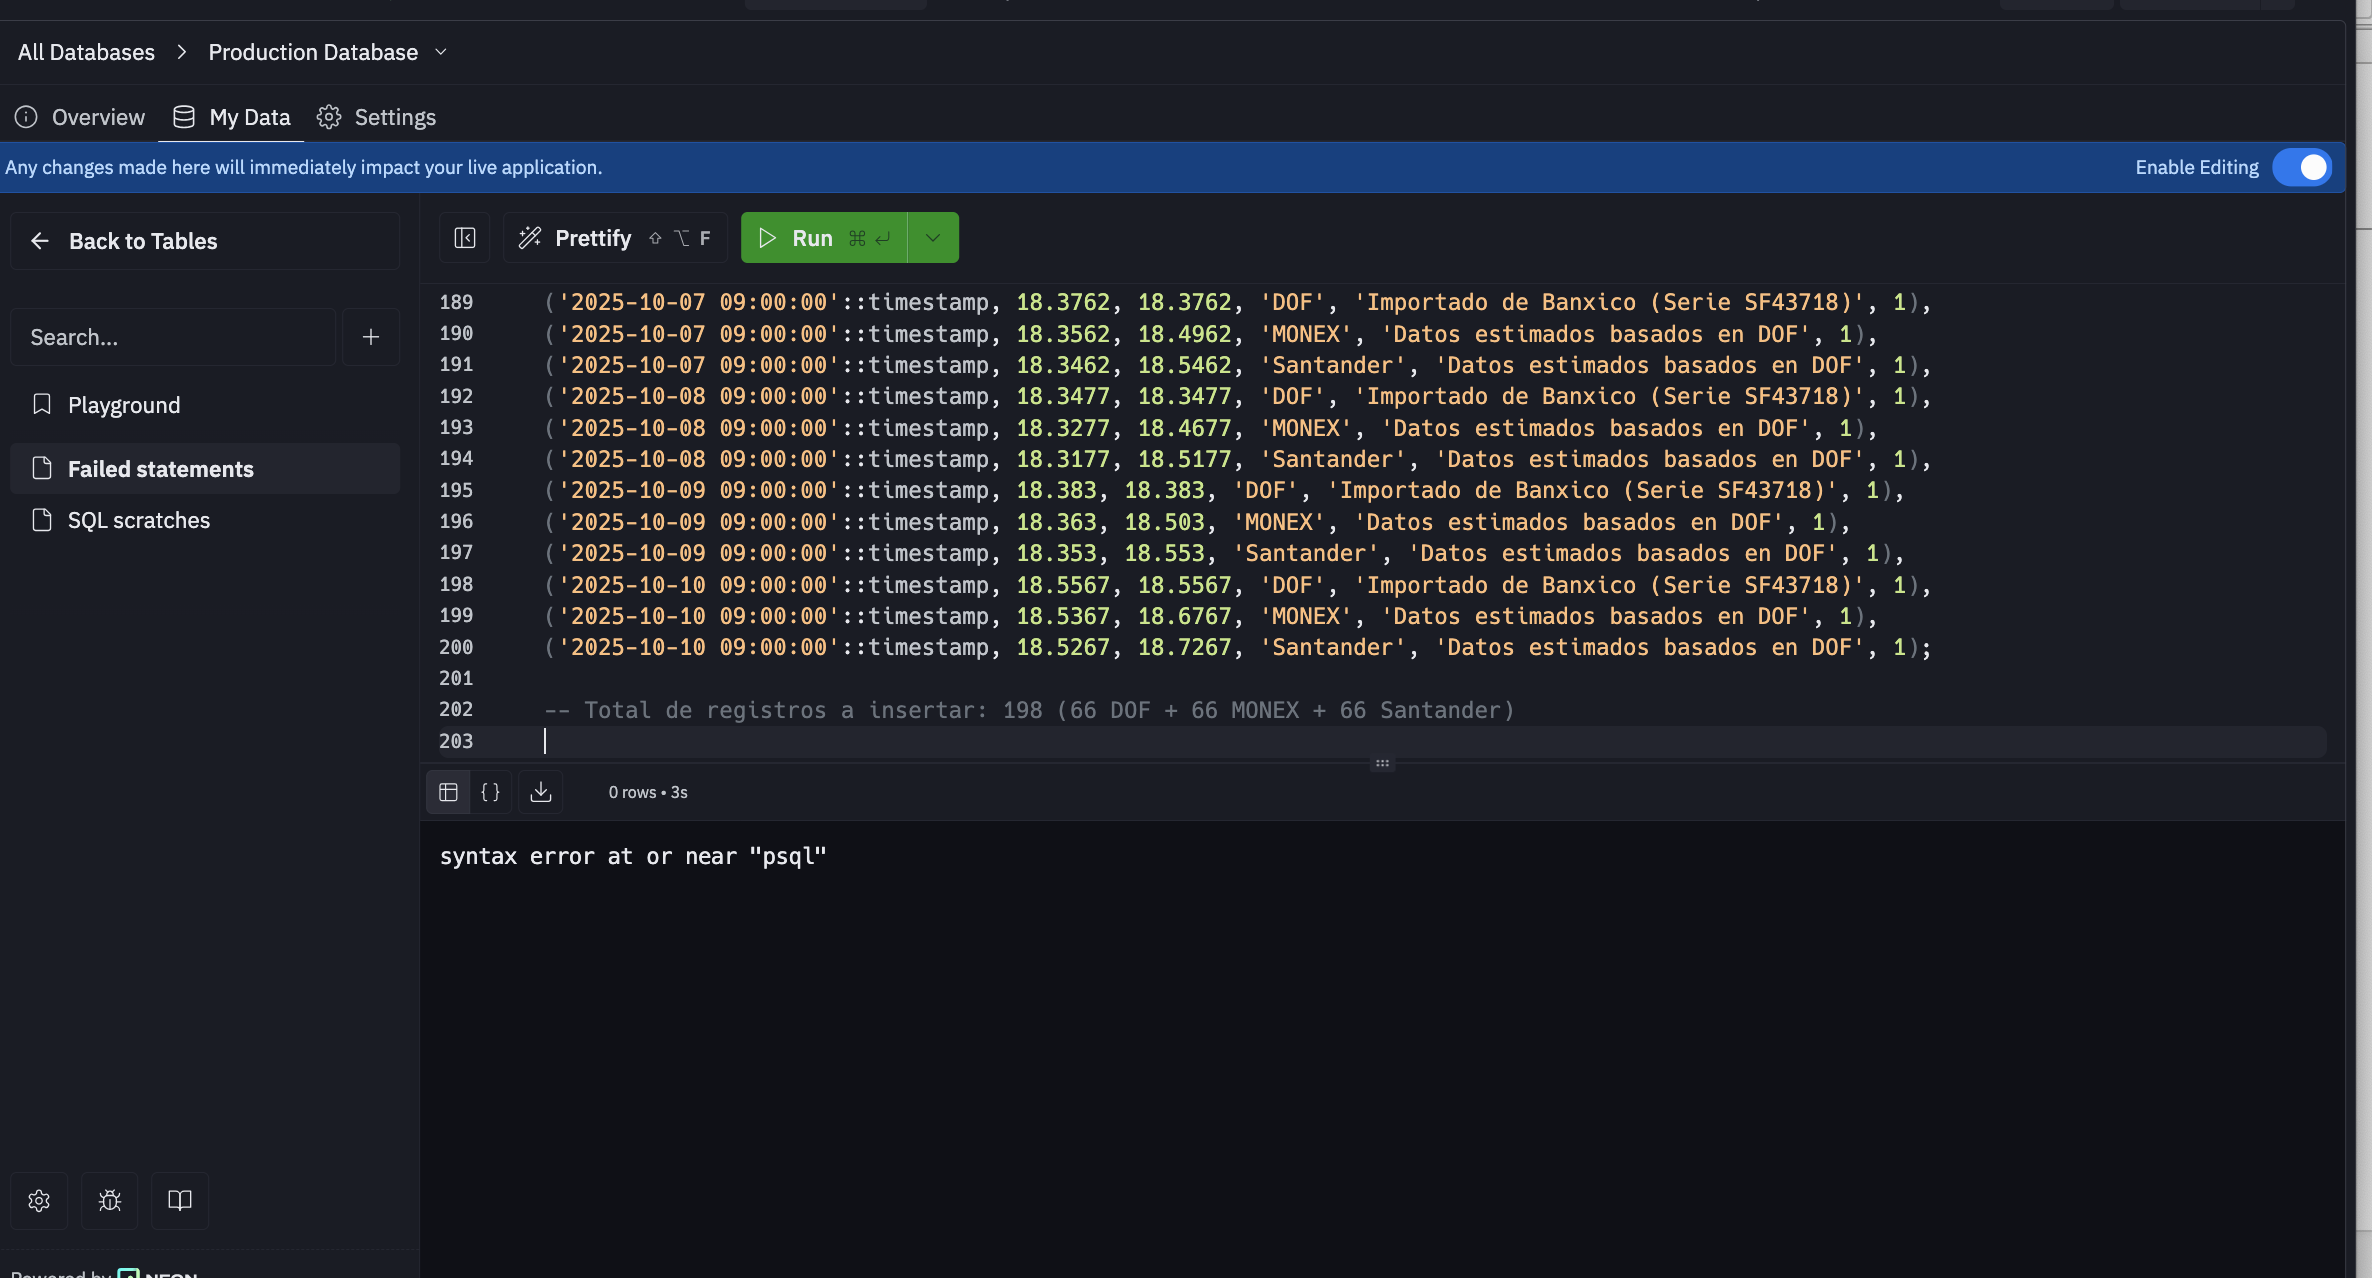 All Databases > Production Database
Overview My Data Settings
Any changes made here will immediately impact your live application. Enable Editing
Back to Tables
Prettify ⇧ ⌥ F Run ⌘ ↵
Search... +
Playground
Failed statements
SQL scratches
189 ('2025-10-07 09:00:00'::timestamp, 18.3762, 18.3762, 'DOF', 'Importado de Banxico (Serie SF43718)', 1),
190 ('2025-10-07 09:00:00'::timestamp, 18.3562, 18.4962, 'MONEX', 'Datos estimados basados en DOF', 1),
191 ('2025-10-07 09:00:00'::timestamp, 18.3462, 18.5462, 'Santander', 'Datos estimados basados en DOF', 1),
192 ('2025-10-08 09:00:00'::timestamp, 18.3477, 18.3477, 'DOF', 'Importado de Banxico (Serie SF43718)', 1),
193 ('2025-10-08 09:00:00'::timestamp, 18.3277, 18.4677, 'MONEX', 'Datos estimados basados en DOF', 1),
194 ('2025-10-08 09:00:00'::timestamp, 18.3177, 18.5177, 'Santander', 'Datos estimados basados en DOF', 1),
195 ('2025-10-09 09:00:00'::timestamp, 18.383, 18.383, 'DOF', 'Importado de Banxico (Serie SF43718)', 1),
196 ('2025-10-09 09:00:00'::timestamp, 18.363, 18.503, 'MONEX', 'Datos estimados basados en DOF', 1),
197 ('2025-10-09 09:00:00'::timestamp, 18.353, 18.553, 'Santander', 'Datos estimados basados en DOF', 1),
198 ('2025-10-10 09:00:00'::timestamp, 18.5567, 18.5567, 'DOF', 'Importado de Banxico (Serie SF43718)', 1),
199 ('2025-10-10 09:00:00'::timestamp, 18.5367, 18.6767, 'MONEX', 'Datos estimados basados en DOF', 1),
200 ('2025-10-10 09:00:00'::timestamp, 18.5267, 18.7267, 'Santander', 'Datos estimados basados en DOF', 1);
201
202 -- Total de registros a insertar: 198 (66 DOF + 66 MONEX + 66 Santander)
203
{ } 0 rows • 3s
syntax error at or near "psql"
Powered by NEON